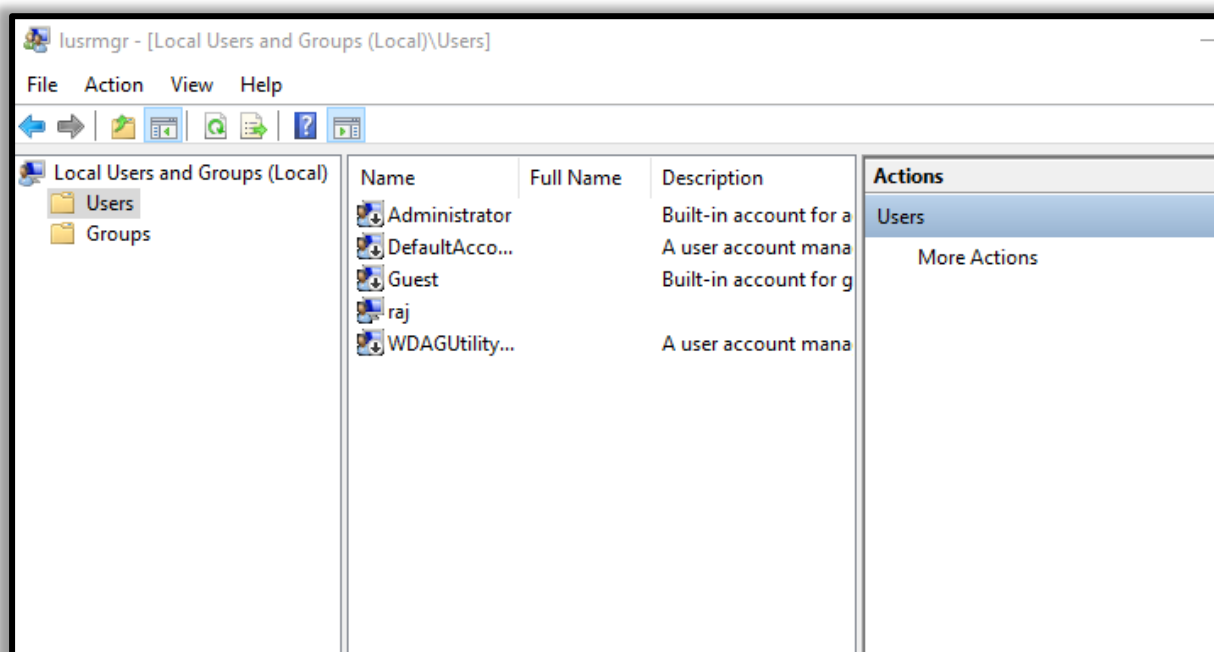 lusrmgr - [Local Users and Groups (Local)\Users]
File Action View Help
Local Users and Groups (Local)
Users
Groups
Name Full Name Description
Administrator Built-in account for a
DefaultAcco... A user account mana
Guest Built-in account for g
raj
WDAGUtility... A user account mana
Actions
Users
More Actions